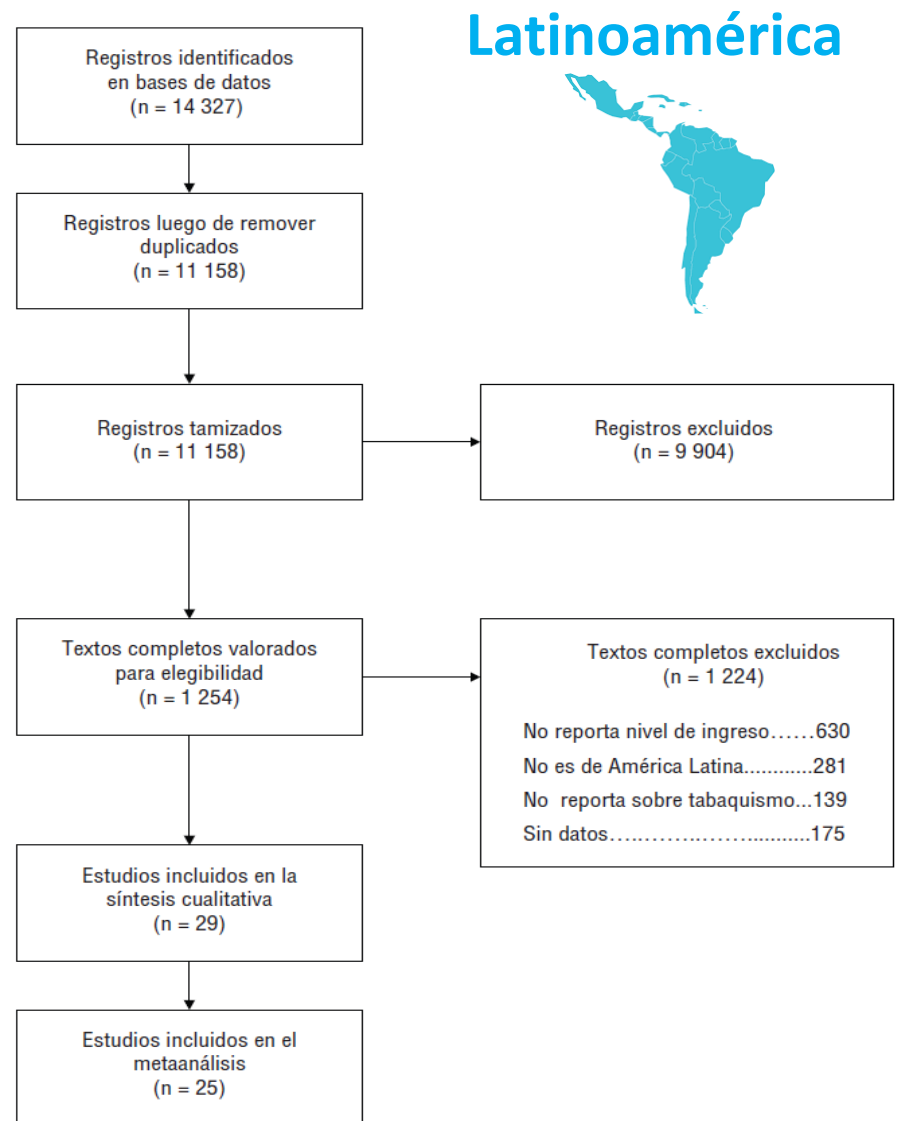 Latinoamérica
Registros identificados
en bases de datos
(n = 14 327)
Registros luego de remover
duplicados
(n = 11 158)
Registros tamizados
(n = 11 158)
Registros excluidos
(n = 9 904)
Textos completos valorados
para elegibilidad
(n = 1 254)
Textos completos excluidos
(n = 1 224)
No reporta nivel de ingreso……630
No es de América Latina............281
No  reporta sobre tabaquismo...139
Sin datos…..……..……...........175
Estudios incluidos en la
síntesis cualitativa
(n = 29)
Estudios incluidos en el
metaanálisis
(n = 25)